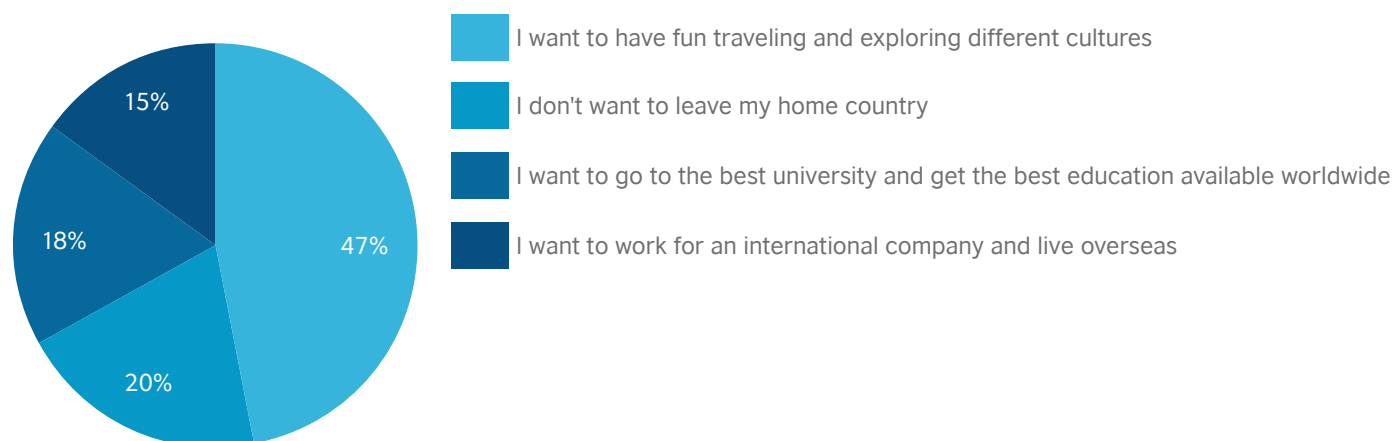 I want to have fun traveling and exploring different cultures
15%
I don't want to leave my home country
I want to go to the best university and get the best education available worldwide
18%
47%
I want to work for an international company and live overseas
20%